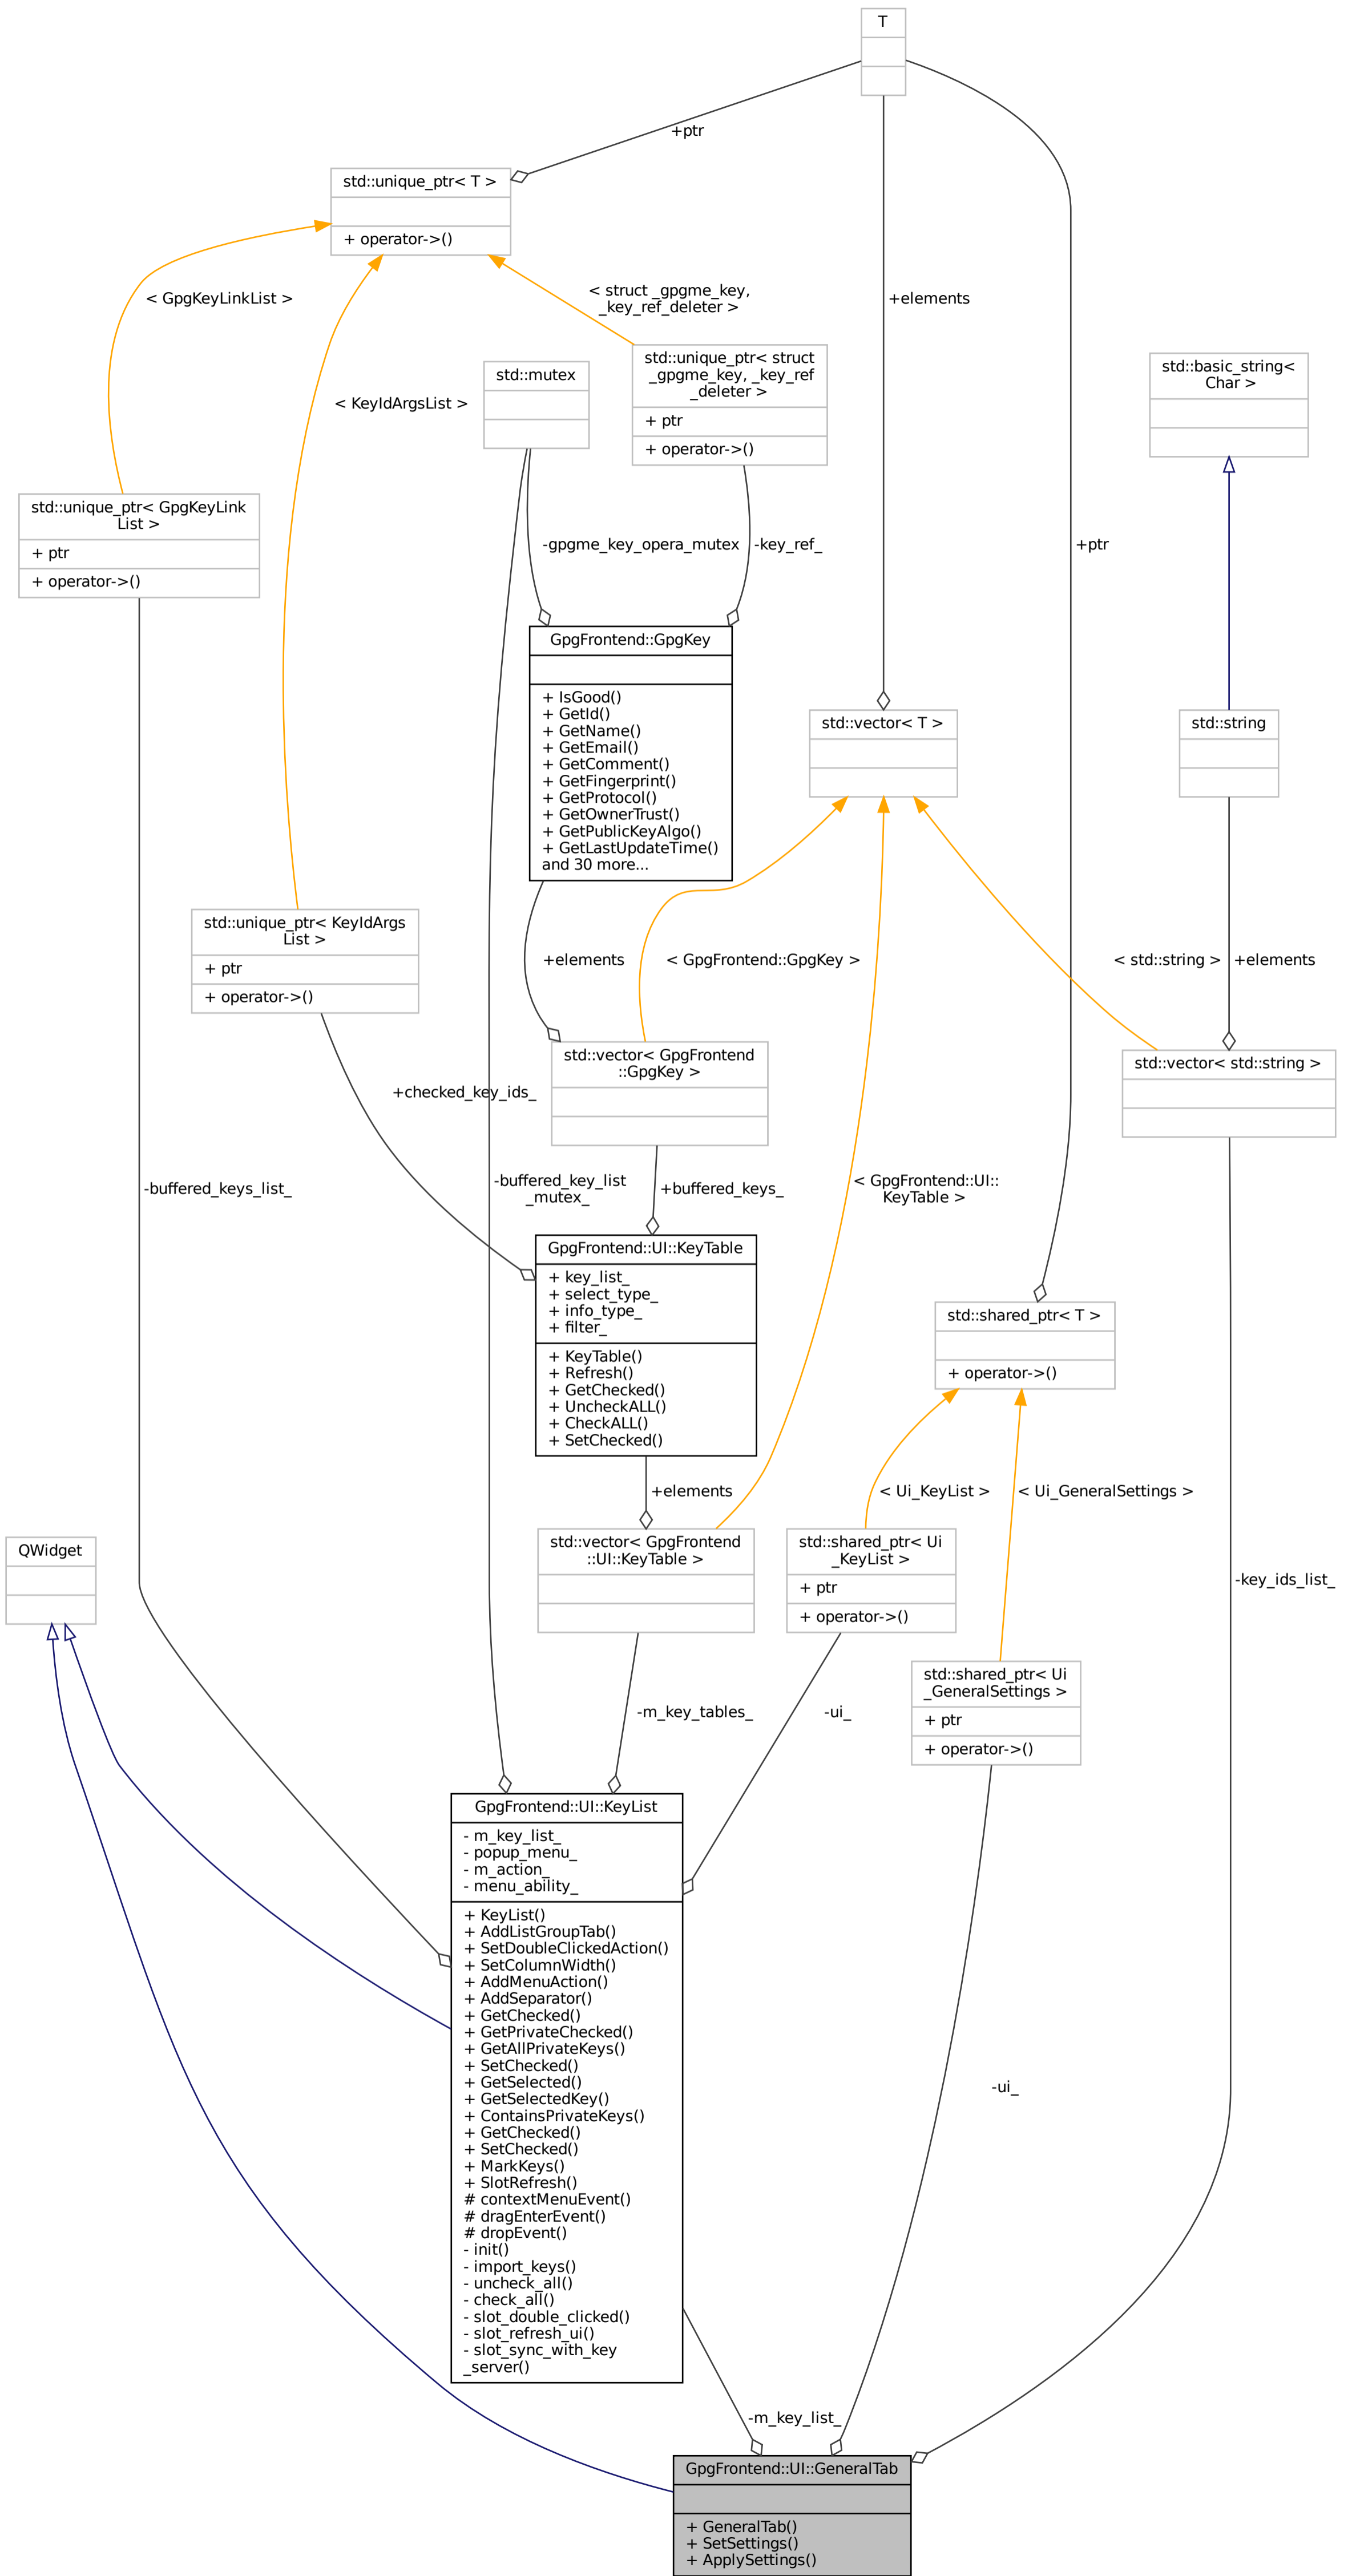 T
+ptr
std::unique_ptr< T >
+ operator->()
< GpgKeyLinkList >
< struct _gpgme_key,
_key_ref_deleter >
+elements
std::unique_ptr< struct
_gpgme_key, _key_ref
_deleter >
+ ptr
+ operator->()
std::basic_string<
Char >
std::mutex
< KeyIdArgsList >
std::unique_ptr< GpgKeyLink
List >
+ ptr
+ operator->()
-gpgme_key_opera_mutex
-key_ref_
+ptr
GpgFrontend::GpgKey
+ IsGood()
+ GetId()
+ GetName()
+ GetEmail()
+ GetComment()
+ GetFingerprint()
+ GetProtocol()
+ GetOwnerTrust()
+ GetPublicKeyAlgo()
+ GetLastUpdateTime()
and 30 more...
std::vector< T >
std::string
std::unique_ptr< KeyIdArgs
List >
+ ptr
+ operator->()
+elements
< GpgFrontend::GpgKey >
< std::string >
+elements
std::vector< GpgFrontend
::GpgKey >
std::vector< std::string >
+checked_key_ids_
-buffered_keys_list_
-buffered_key_list
_mutex_
+buffered_keys_
< GpgFrontend::UI::
KeyTable >
GpgFrontend::UI::KeyTable
+ key_list_
+ select_type_
+ info_type_
+ filter_
+ KeyTable()
+ Refresh()
+ GetChecked()
+ UncheckALL()
+ CheckALL()
+ SetChecked()
std::shared_ptr< T >
+ operator->()
+elements
< Ui_KeyList >
< Ui_GeneralSettings >
QWidget
std::vector< GpgFrontend
::UI::KeyTable >
std::shared_ptr< Ui
_KeyList >
+ ptr
+ operator->()
-key_ids_list_
std::shared_ptr< Ui
_GeneralSettings >
+ ptr
+ operator->()
-m_key_tables_
-ui_
GpgFrontend::UI::KeyList
- m_key_list_
- popup_menu_
- m_action_
- menu_ability_
+ KeyList()
+ AddListGroupTab()
+ SetDoubleClickedAction()
+ SetColumnWidth()
+ AddMenuAction()
+ AddSeparator()
+ GetChecked()
+ GetPrivateChecked()
+ GetAllPrivateKeys()
+ SetChecked()
+ GetSelected()
+ GetSelectedKey()
+ ContainsPrivateKeys()
+ GetChecked()
+ SetChecked()
+ MarkKeys()
+ SlotRefresh()
# contextMenuEvent()
# dragEnterEvent()
# dropEvent()
- init()
- import_keys()
- uncheck_all()
- check_all()
- slot_double_clicked()
- slot_refresh_ui()
- slot_sync_with_key
_server()
-ui_
-m_key_list_
GpgFrontend::UI::GeneralTab
+ GeneralTab()
+ SetSettings()
+ ApplySettings()